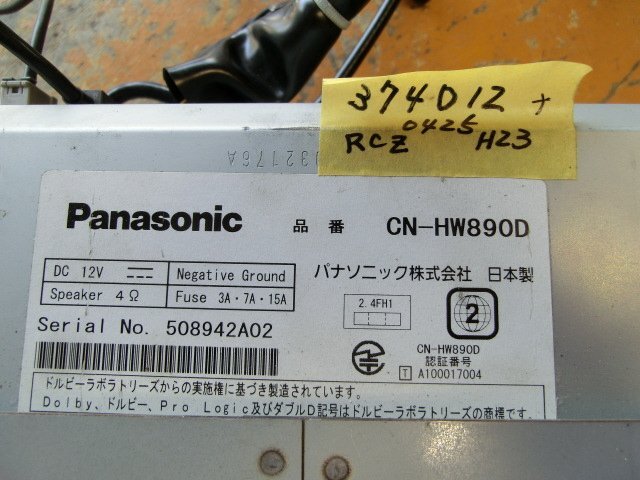 374D12 +
0425
RCZ H23
J32176A
Panasonic 品番 CN-HW890D
DC 12V Negative Ground
Speaker 4Ω Fuse 3A・7A・15A
パナソニック株式会社 日本製
Serial No. 508942A02
2.4FH1
2
CN-HW890D
認証番号
T A100017004
ドルビーラボラトリーズからの実施権に基づき製造されています。
Dolby、ドルビー、Pro Logic及びダブルD記号はドルビーラボラトリーズの商標です。